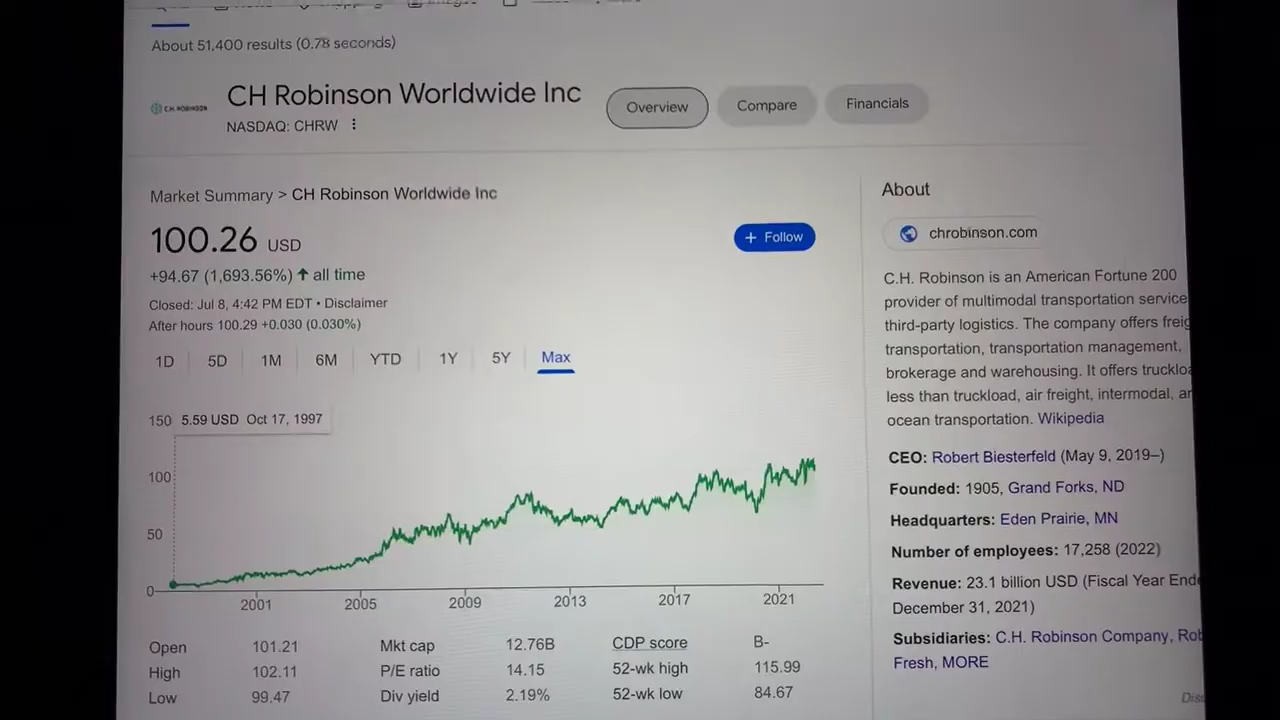 About 51,400 results (0.78 seconds)
C.H. ROBINSON
CH Robinson Worldwide Inc
NASDAQ: CHRW
Overview
Compare
Financials
Market Summary > CH Robinson Worldwide Inc
100.26 USD
+94.67 (1,693.56%) ↑ all time
Closed: Jul 8, 4:42 PM EDT • Disclaimer
After hours 100.29 +0.030 (0.030%)
+ Follow
1D 5D 1M 6M YTD 1Y 5Y Max
150
5.59 USD Oct 17, 1997
100
50
0
2001 2005 2009 2013 2017 2021
Open 101.21 Mkt cap 12.76B CDP score B-
High 102.11 P/E ratio 14.15 52-wk high 115.99
Low 99.47 Div yield 2.19% 52-wk low 84.67
About
chrobinson.com
C.H. Robinson is an American Fortune 200
provider of multimodal transportation service
third-party logistics. The company offers freig
transportation, transportation management,
brokerage and warehousing. It offers trucklo
less than truckload, air freight, intermodal, a
ocean transportation. Wikipedia
CEO: Robert Biesterfeld (May 9, 2019–)
Founded: 1905, Grand Forks, ND
Headquarters: Eden Prairie, MN
Number of employees: 17,258 (2022)
Revenue: 23.1 billion USD (Fiscal Year Ende
December 31, 2021)
Subsidiaries: C.H. Robinson Company, Rob
Fresh, MORE